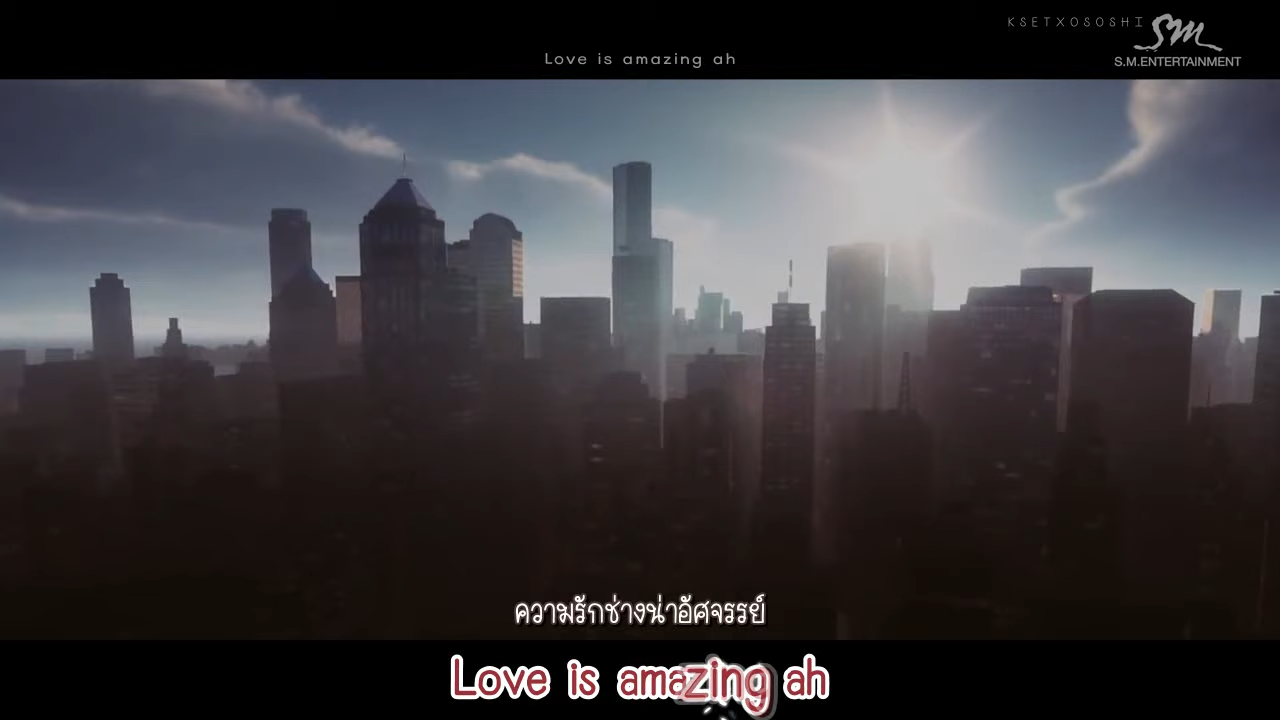 KSETXOSOSHI
SM
S.M.ENTERTAINMENT
Love is amazing ah
ความรักช่างน่าอัศจรรย์
Love is amazing ah